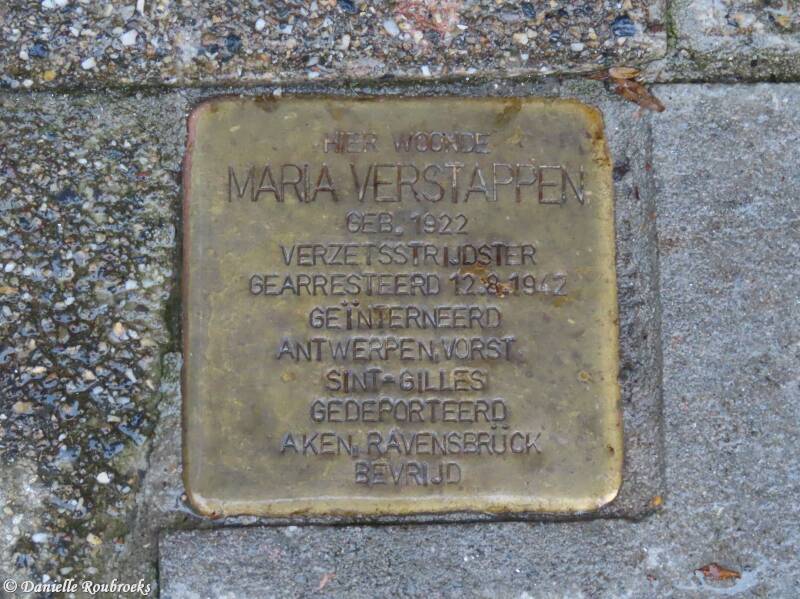 HIER WOONDE
MARIA VERSTAPPEN
GEB. 1922
VERZETSSTRIJDSTER
GEARRESTEERD 12.8.1942
GEÏNTERNEERD
ANTWERPEN, VORST
SINT-GILLES
GEDEPORTEERD
AKEN, RAVENSBRÜCK
BEVRIJD
© Danielle Roubroeks